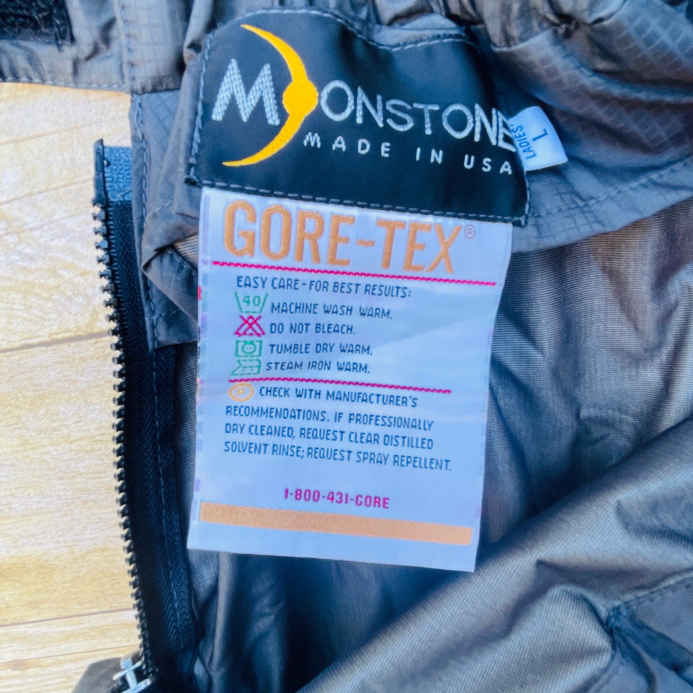 MOONSTONE
MADE IN USA
LADIES L
GORE-TEX®
EASY CARE - FOR BEST RESULTS:
40 MACHINE WASH WARM.
DO NOT BLEACH.
TUMBLE DRY WARM.
STEAM IRON WARM.
P CHECK WITH MANUFACTURER'S
RECOMMENDATIONS. IF PROFESSIONALLY
DRY CLEANED, REQUEST CLEAR DISTILLED
SOLVENT RINSE; REQUEST SPRAY REPELLENT.
1-800-431-GORE